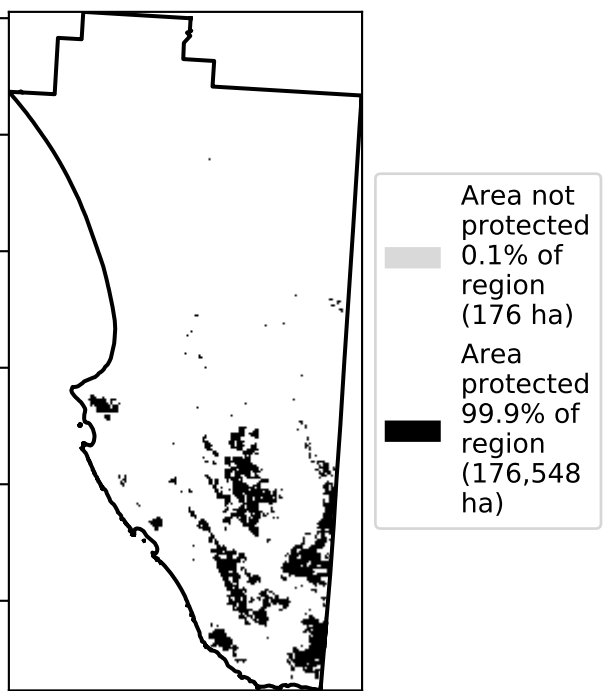 Area not
protected
0.1% of
region
(176 ha)
Area
protected
99.9% of
region
(176,548
ha)